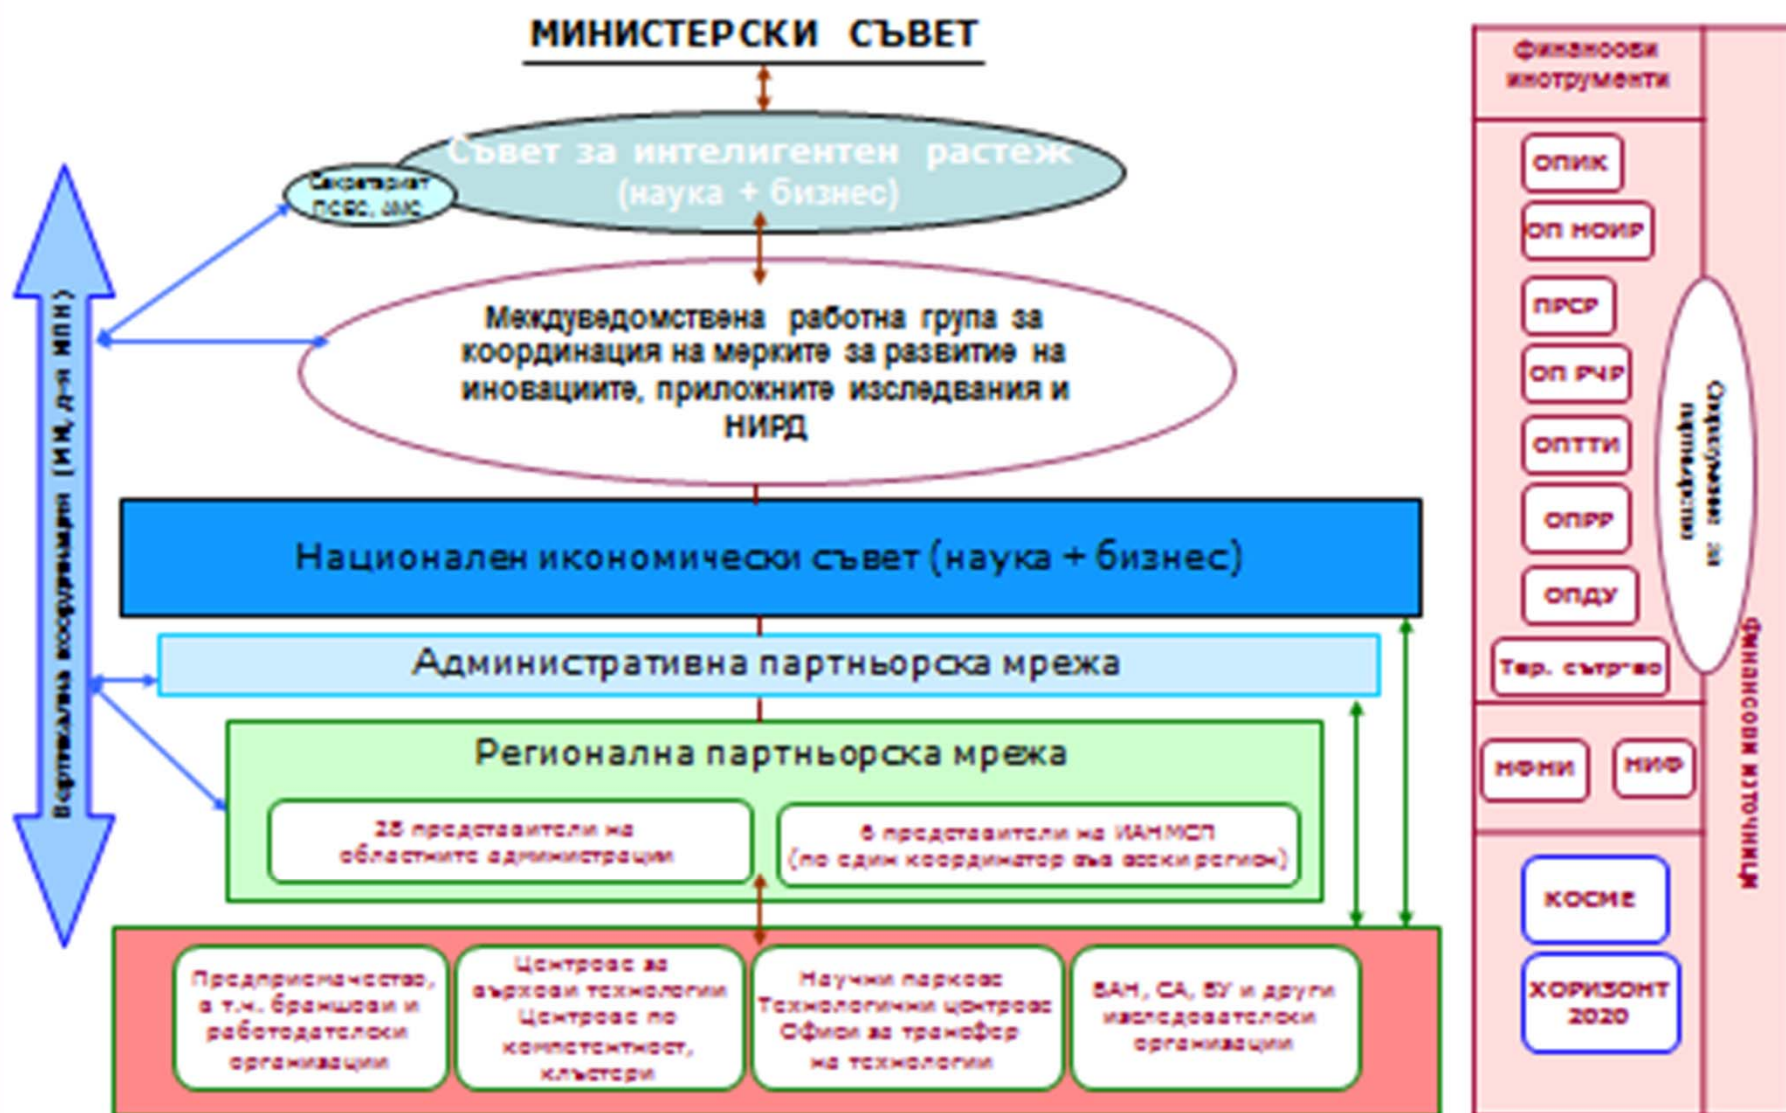 МИНИСТЕРСКИ СЪВЕТ
Съвет за интелигентен растеж
(наука + бизнес)
Секретариат
Междуведомствена работна група за
координация на мерките за развитие на
иновациите, приложните изследвания и
НИРД
Национален икономически съвет (наука + бизнес)
Административна партньорска мрежа
Регионална партньорска мрежа
28 представители на
областните администрации
6 представители на ИАНМСП
(по един координатор във всеки регион)
Предприемачество,
в т.ч. браншови и
работодателски
организации
Центрове за
върхови технологии
Центрове по
компетентност,
клъстери
Научни паркове
Технологични центрове
Офиси за трансфер
на технологии
БАН, СА, ВУ и други
изследователски
организации
Вертикална координация
финансови
инструменти
ОПИК
ОП НОИР
ПРСР
ОП РЧР
ОПТТИ
ОПРР
ОПДУ
Тер. сътр-во
НФНИ
НИФ
КОСМЕ
ХОРИЗОНТ
2020
Споразумение за
партньорство
Финансови източници